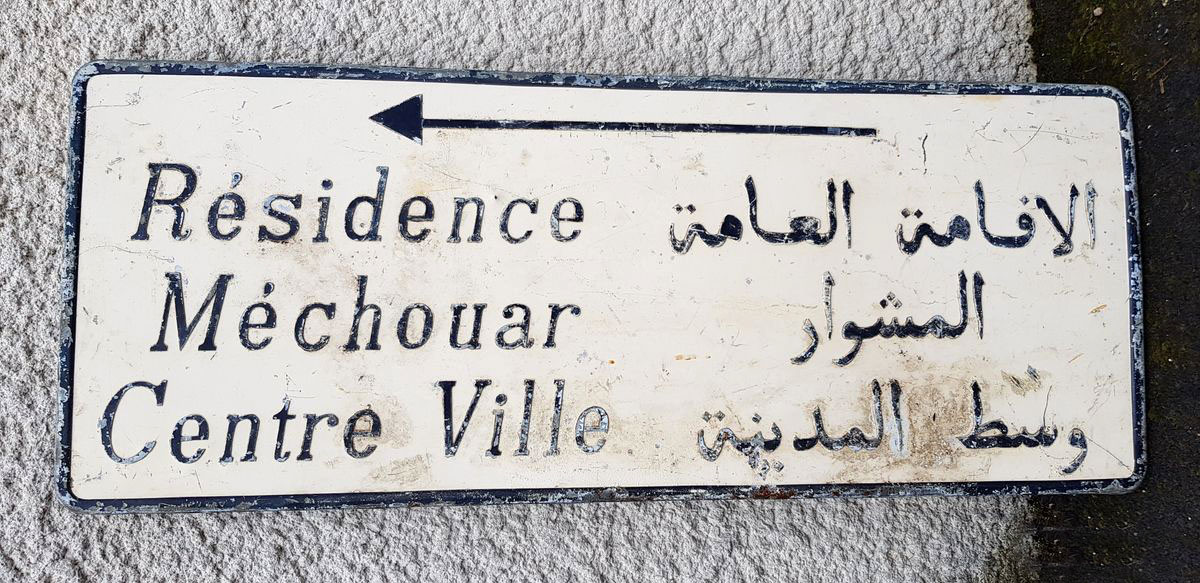 Résidence الاقامة العامة
Méchouar المشوار
Centre Ville وسط المدينة